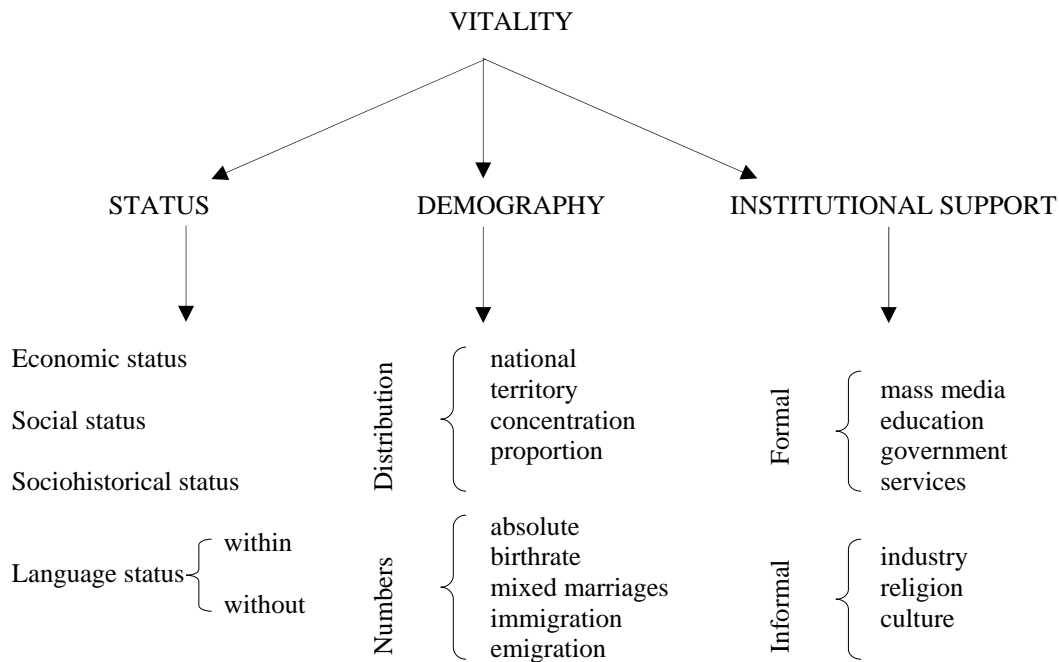 VITALITY
STATUS
DEMOGRAPHY
INSTITUTIONAL SUPPORT
Economic status
Social status
Sociohistorical status
Language status
within
without
Distribution
national
territory
concentration
proportion
Numbers
absolute
birthrate
mixed marriages
immigration
emigration
Formal
mass media
education
government
services
Informal
industry
religion
culture